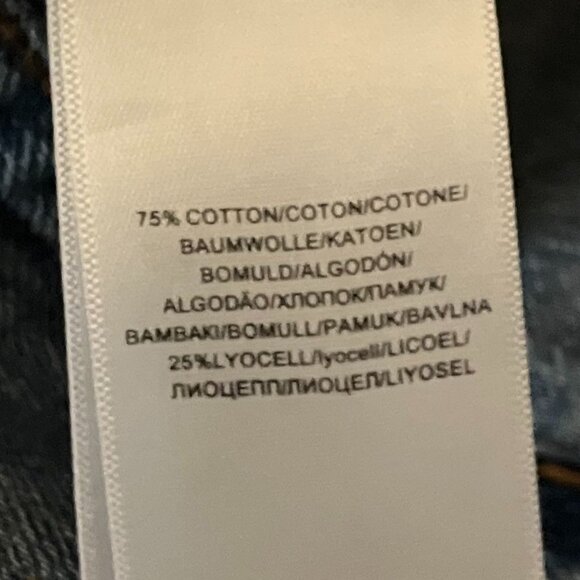 75% COTTON/COTON/COTONE/
BAUMWOLLE/KATOEN/
BOMULD/ALGODÓN/
ALGODÃO/ХЛОПОК/ПАМУК/
BAMBAKI/BOMULL/PAMUK/BAVLNA
25%LYOCELL/lyocell/LICOEL/
ЛИОЦЕПП/ЛИОЦЕЛ/LIYOSEL